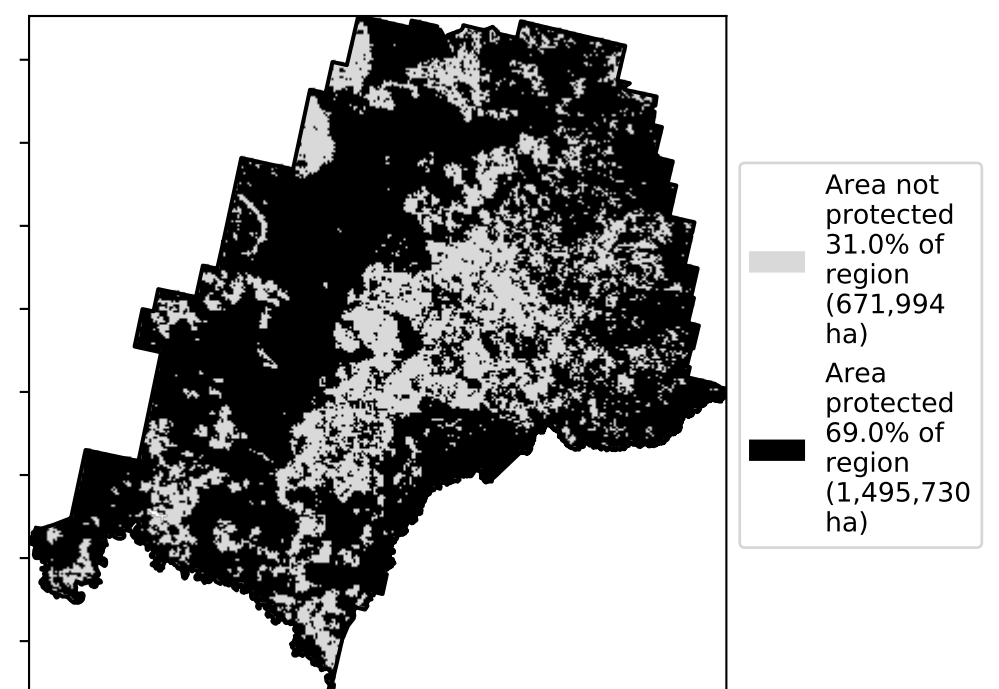 Area not
protected
31.0% of
region
(671,994
ha)
Area
protected
69.0% of
region
(1,495,730
ha)